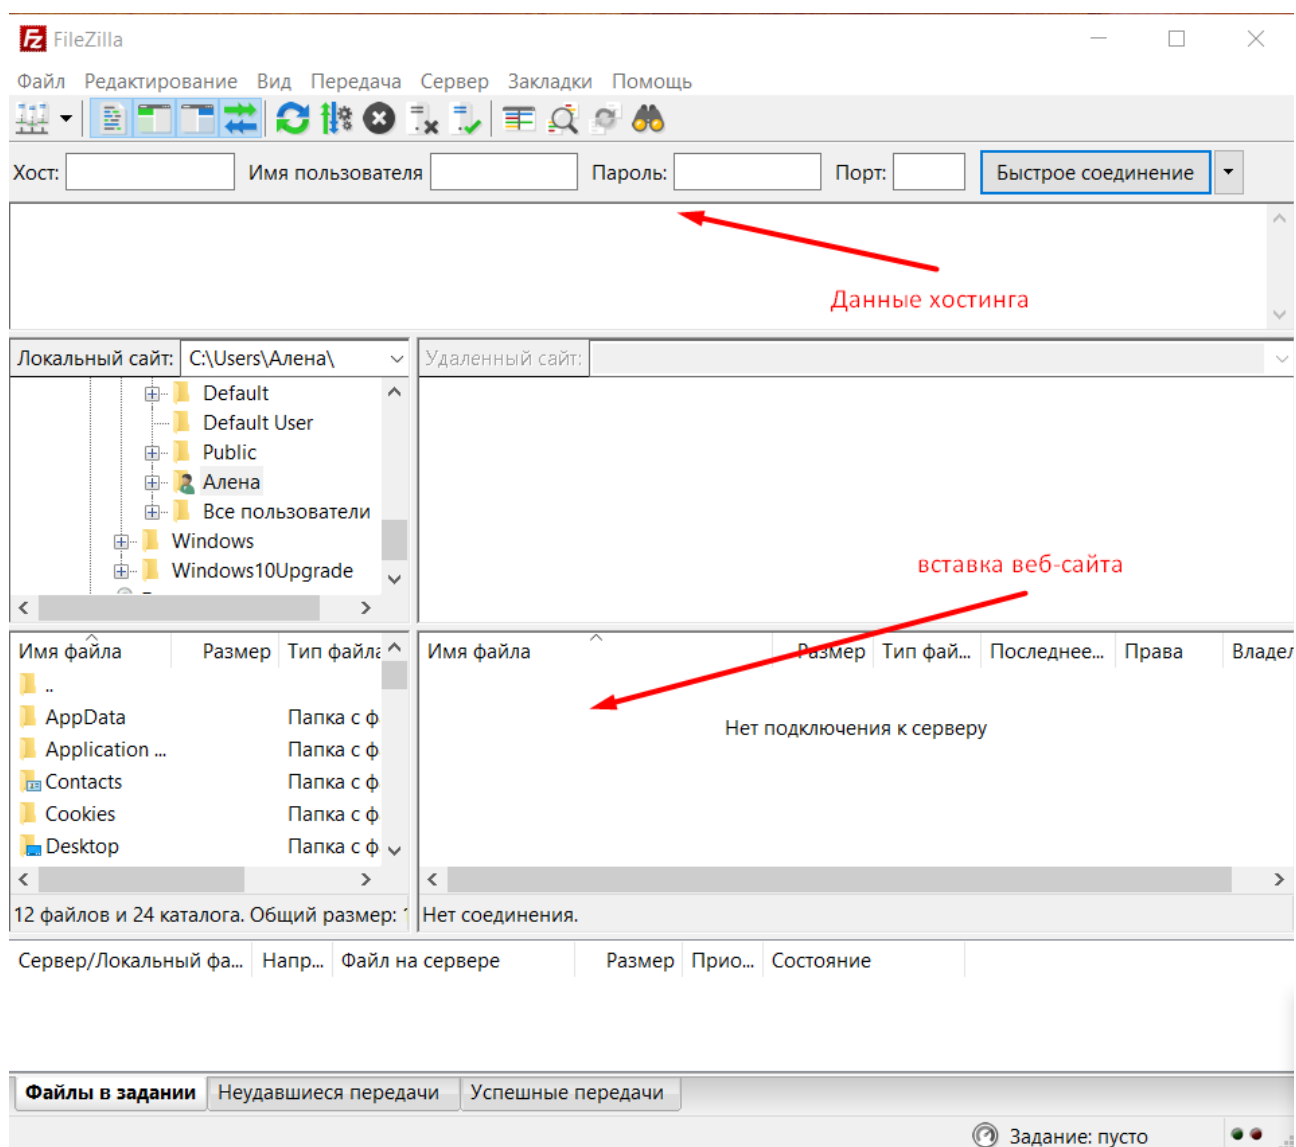 FileZilla
Файл Редактирование Вид Передача Сервер Закладки Помощь
Хост: Имя пользователя Пароль: Порт: Быстрое соединение
Данные хостинга
Локальный сайт: C:\Users\Алена\ Удаленный сайт:
Default
Default User
Public
Алена
Все пользователи
Windows
Windows10Upgrade
вставка веб-сайта
Имя файла Размер Тип файла Имя файла Размер Тип фай... Последнее... Права Владел
..
AppData Папка с ф
Application ... Папка с ф
Contacts Папка с ф
Cookies Папка с ф
Desktop Папка с ф
Нет подключения к серверу
12 файлов и 24 каталога. Общий размер: Нет соединения.
Сервер/Локальный фа... Напр... Файл на сервере Размер Прио... Состояние
Файлы в задании Неудавшиеся передачи Успешные передачи
Задание: пусто